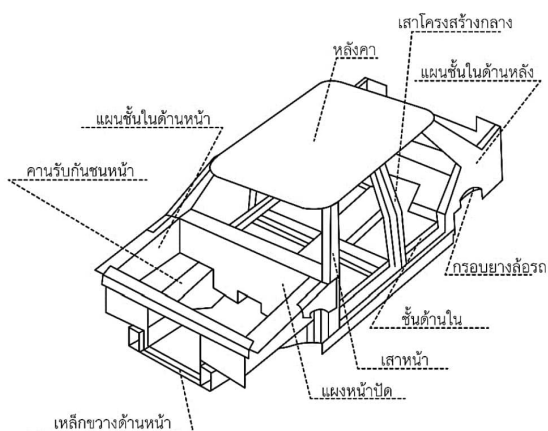 เสาโครงสร้างกลาง
หลังคา
แผนชั้นในด้านหลัง
แผนชั้นในด้านหน้า
คานรับกันชนหน้า
กรอบยางล้อรถ
ชั้นด้านใน
เสาหน้า
แผงหน้าปัด
เหล็กขวางด้านหน้า